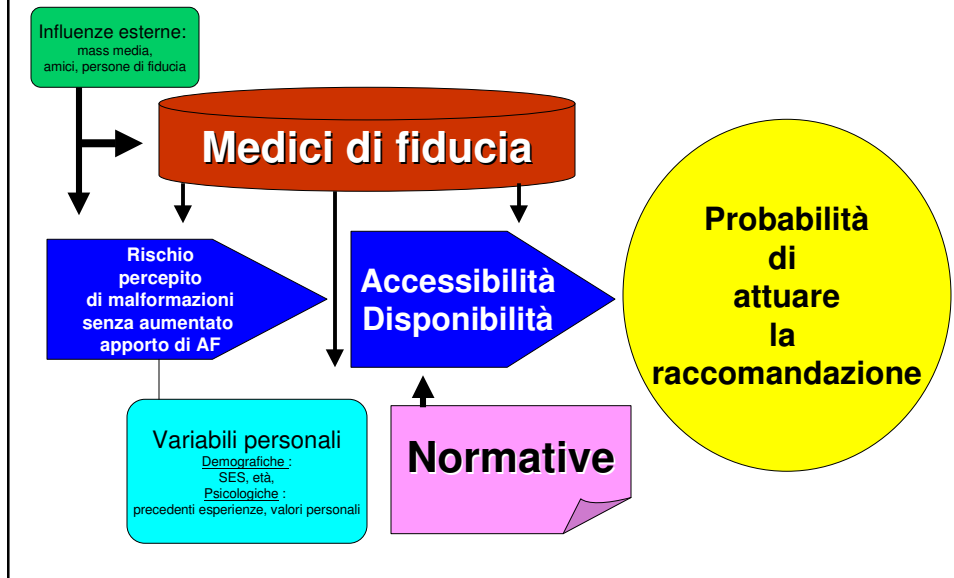 Influenze esterne:
mass media,
amici, persone di fiducia
Medici di fiducia
Rischio
percepito
di malformazioni
senza aumentato
apporto di AF
Accessibilità
Disponibilità
Probabilità
di
attuare
la
raccomandazione
Variabili personali
Demografiche :
SES, età,
Psicologiche :
precedenti esperienze, valori personali
Normative